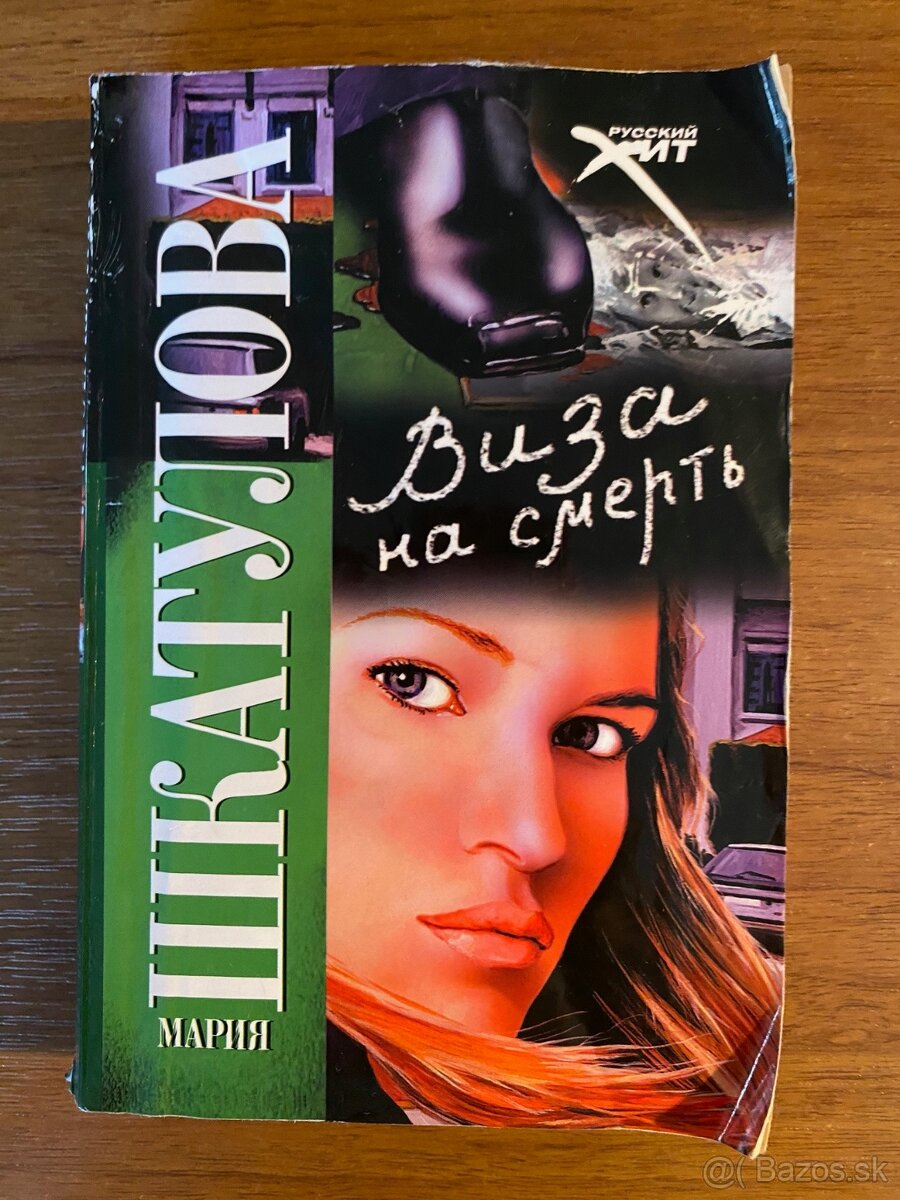 РУССКИЙ
ХИТ
МАРИЯ
ШКАТУЛОВА
Виза
на смерть
@( Bazos.sk